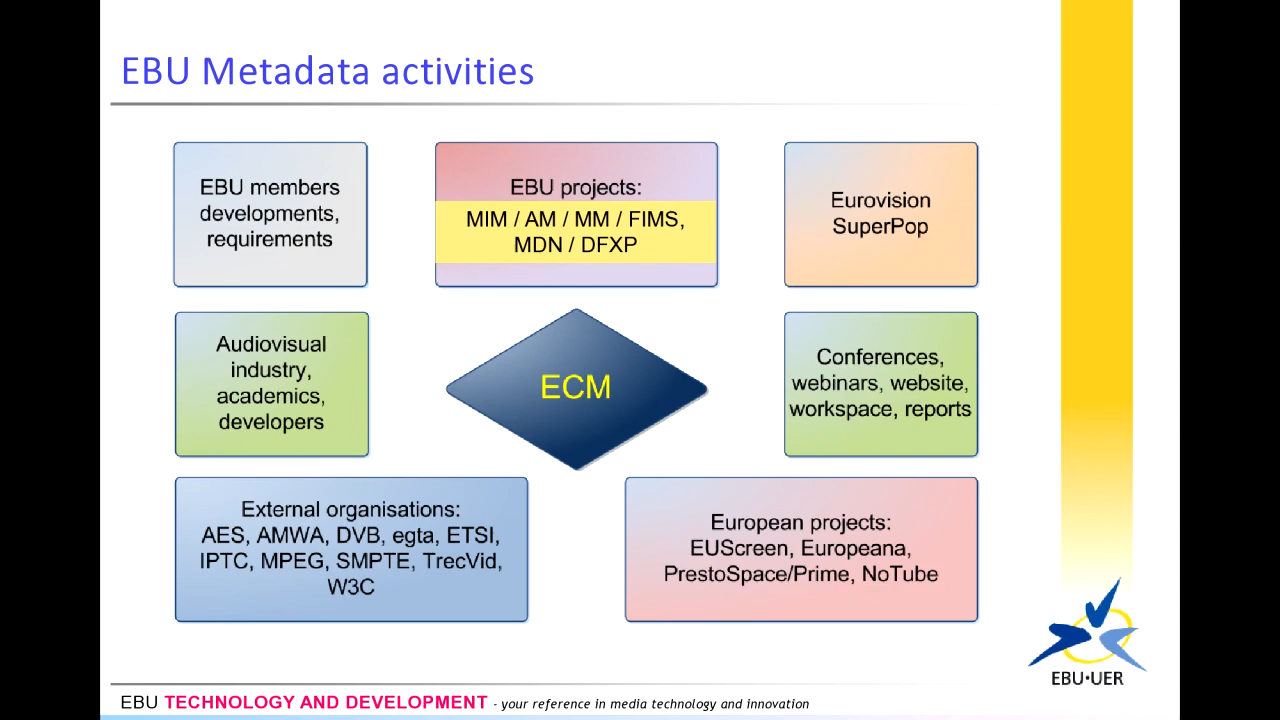 EBU Metadata activities
EBU members
developments,
requirements
EBU projects:
MIM / AM / MM / FIMS,
MDN / DFXP
Eurovision
SuperPop
Audiovisual
industry,
academics,
developers
ECM
Conferences,
webinars, website,
workspace, reports
External organisations:
AES, AMWA, DVB, egta, ETSI,
IPTC, MPEG, SMPTE, TrecVid,
W3C
European projects:
EUScreen, Europeana,
PrestoSpace/Prime, NoTube
EBU•UER
EBU TECHNOLOGY AND DEVELOPMENT - your reference in media technology and innovation